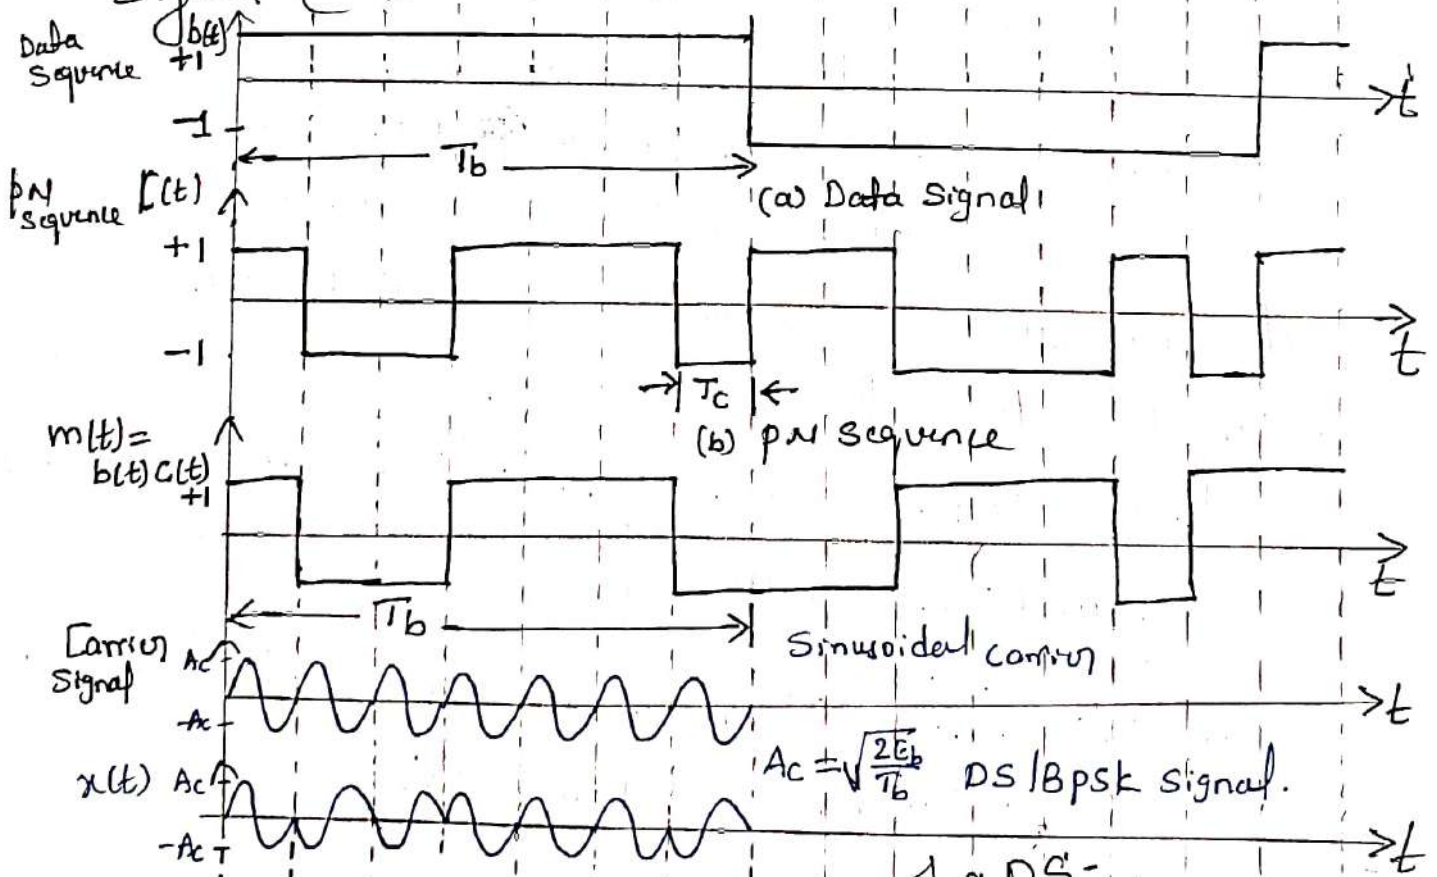 b(t)
Data
Sequence
+1
-1
t
Tb
(a) Data Signal
PN
Sequence C(t)
+1
-1
t
Tc
(b) PN Sequence
m(t)=
b(t) C(t)
+1
t
Tb
Sinusoidal carrier
Carrier
Signal
Ac
-Ac
t
Ac = √2Eb/Tb DS/BPSK Signal.
x(t)
Ac
-Ac
t
DS-